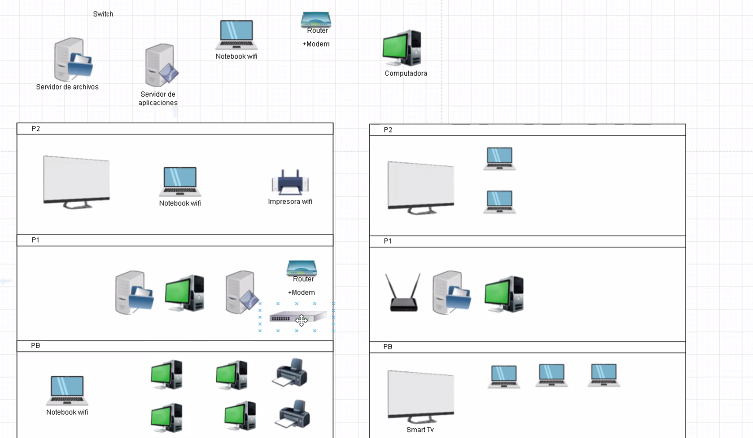 Switch
Servidor de archivos
Servidor de
aplicaciones
Notebook wifi
Router
+Modem
Computadora
P2
Notebook wifi
Impresora wifi
P1
Router
+Modem
PB
Notebook wifi
P2
P1
PB
Smart Tv